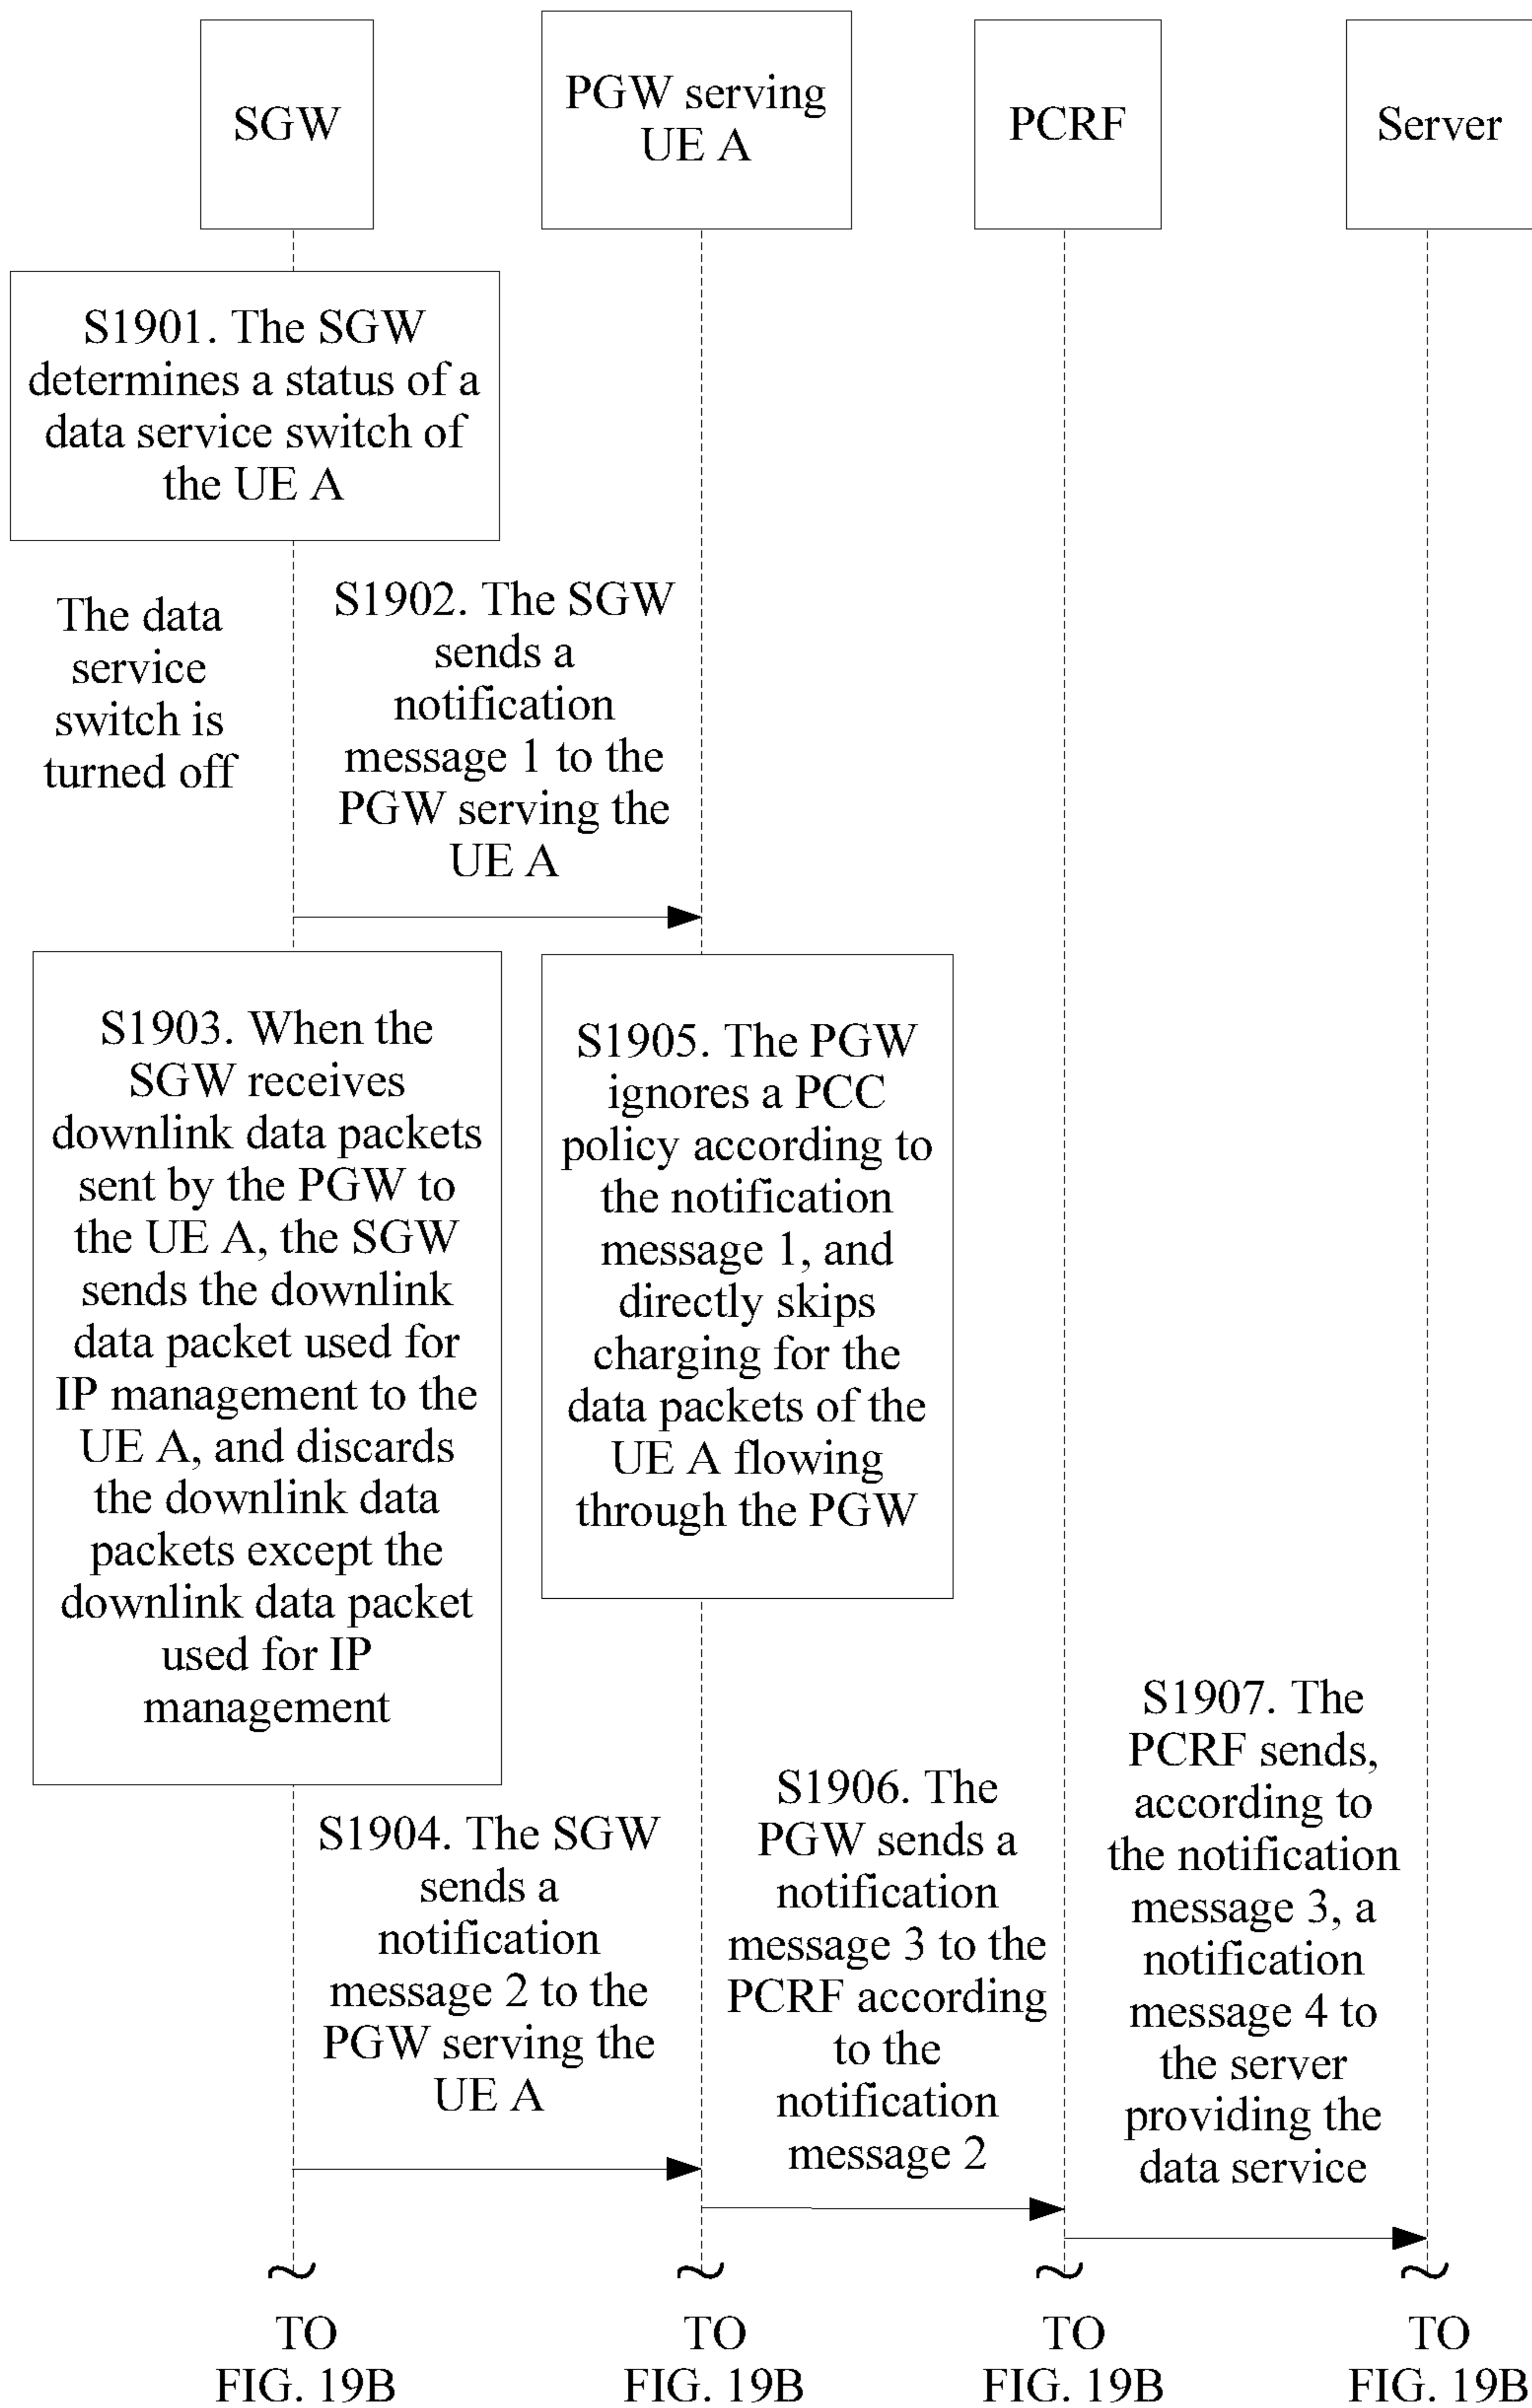 SGW
PGW serving
UE A
PCRF
Server
S1901. The SGW
determines a status of a
data service switch of
the UE A
The data
service
switch is
turned off
S1902. The SGW
sends a
notification
message 1 to the
PGW serving the
UE A
S1903. When the
SGW receives
downlink data packets
sent by the PGW to
the UE A, the SGW
sends the downlink
data packet used for
IP management to the
UE A, and discards
the downlink data
packets except the
downlink data packet
used for IP
management
S1905. The PGW
ignores a PCC
policy according to
the notification
message 1, and
directly skips
charging for the
data packets of the
UE A flowing
through the PGW
S1904. The SGW
sends a
notification
message 2 to the
PGW serving the
UE A
S1906. The
PGW sends a
notification
message 3 to the
PCRF according
to the
notification
message 2
S1907. The
PCRF sends,
according to
the notification
message 3, a
notification
message 4 to
the server
providing the
data service
TO
FIG. 19B
TO
FIG. 19B
TO
FIG. 19B
TO
FIG. 19B